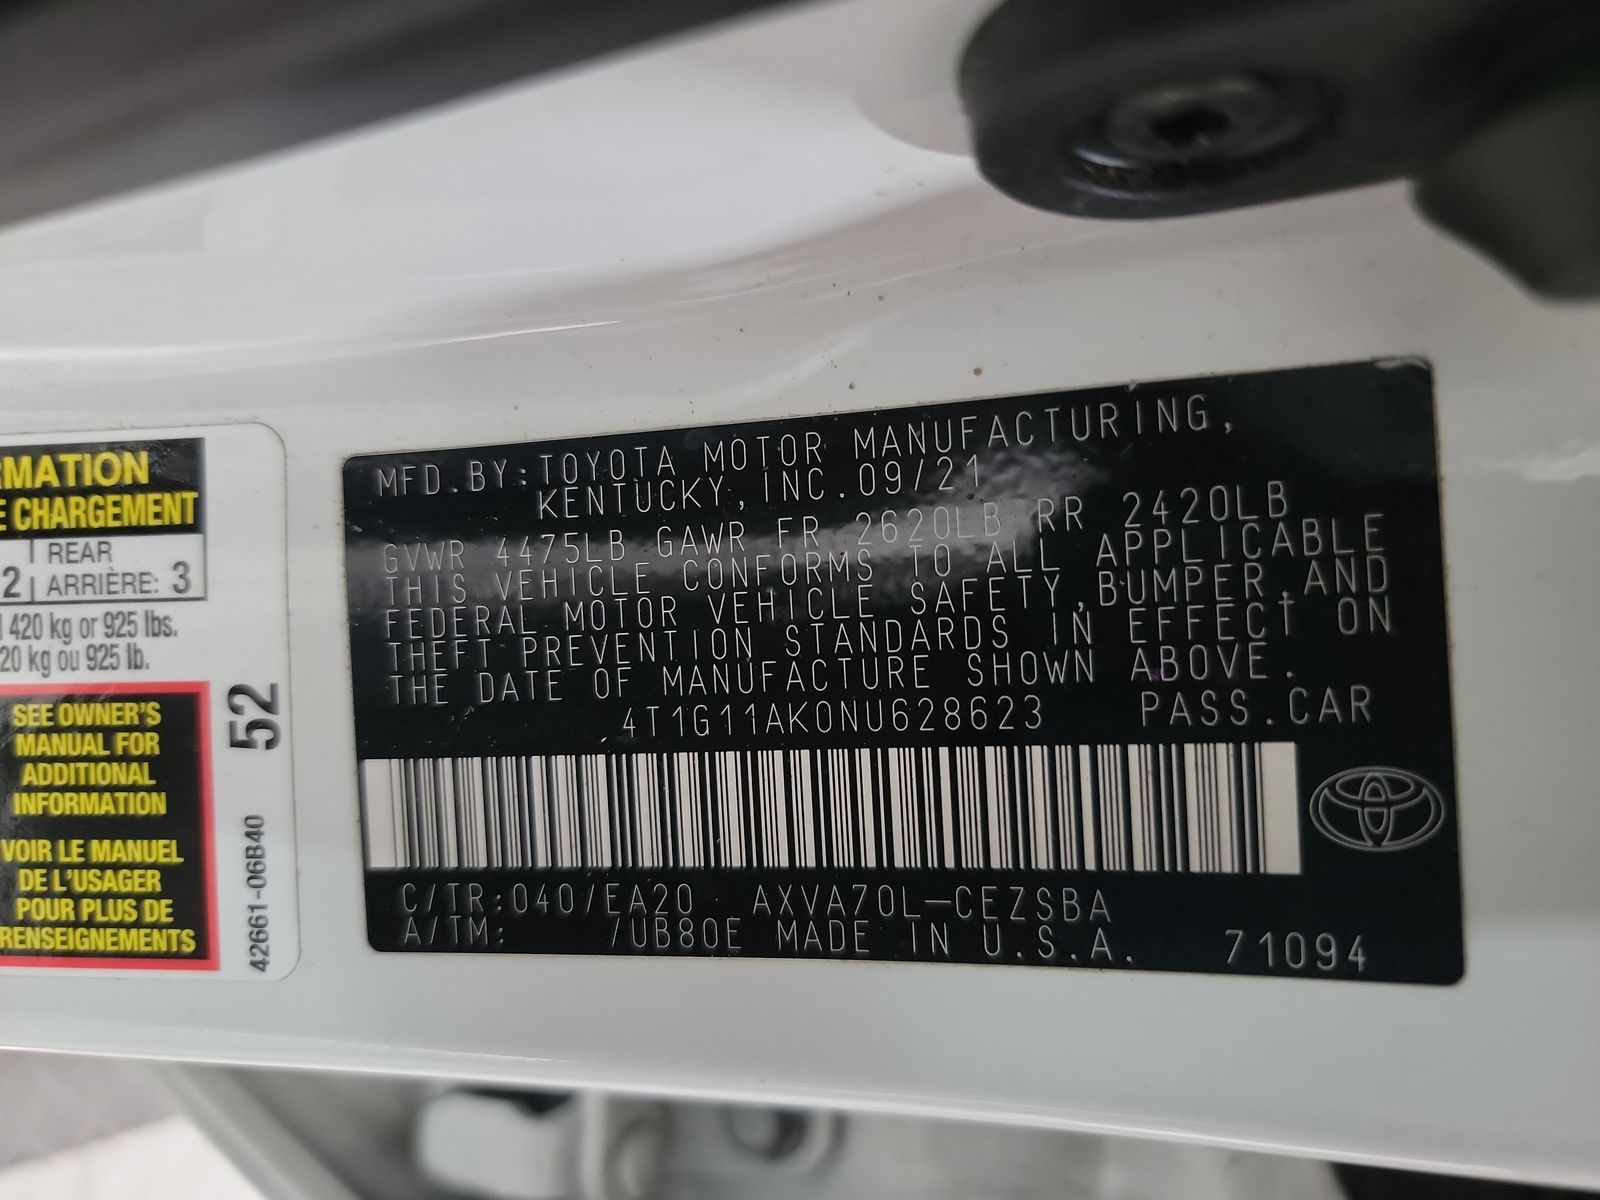 RMATION
E CHARGEMENT
2 REAR
ARRIÈRE: 3
420 kg or 925 lbs.
20 kg ou 925 lb.
SEE OWNER'S
MANUAL FOR
ADDITIONAL
INFORMATION
VOIR LE MANUEL
DE L'USAGER
POUR PLUS DE
RENSEIGNEMENTS
52
42661-06B40
MFD.BY:TOYOTA MOTOR MANUFACTURING,
KENTUCKY,INC.09/21
GVWR 4475LB GAWR FR 2620LB RR 2420LB
THIS VEHICLE CONFORMS TO ALL APPLICABLE
FEDERAL MOTOR VEHICLE SAFETY,BUMPER,AND
THEFT PREVENTION STANDARDS IN EFFECT ON
THE DATE OF MANUFACTURE SHOWN ABOVE.
4T1G11AK0NU628623 PASS.CAR
C/TR:040/EA20 AXVA70L-CEZSBA
A/TM: /UB80E MADE IN U.S.A. 71094